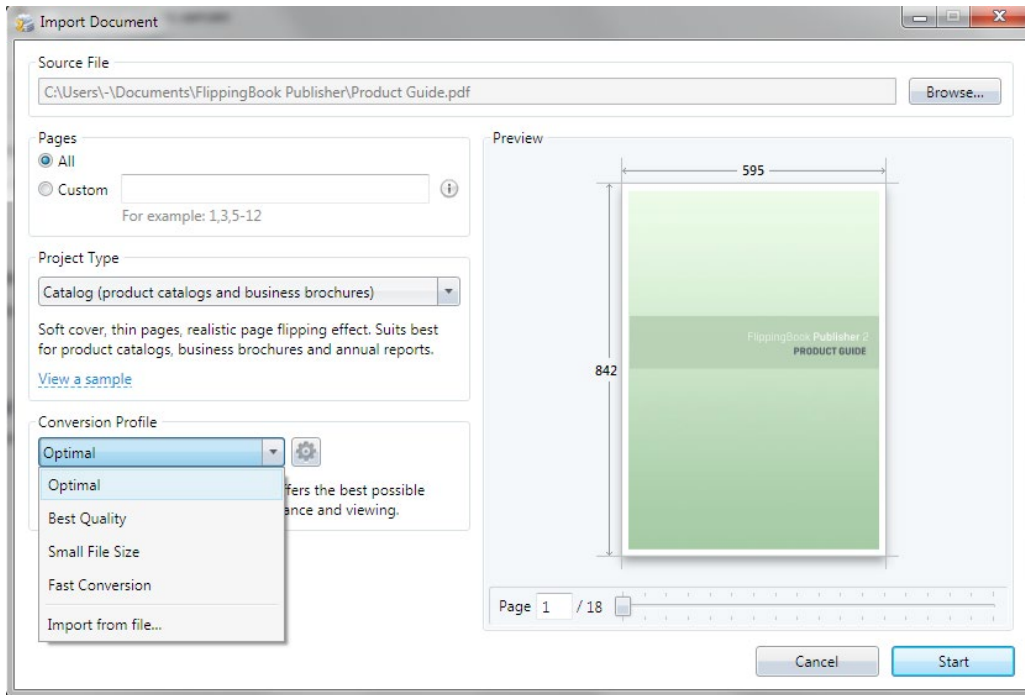 Import Document
Source File
C:\Users\-\Documents\FlippingBook Publisher\Product Guide.pdf
Browse...
Pages
All
Custom
For example: 1,3,5-12
Project Type
Catalog (product catalogs and business brochures)
Soft cover, thin pages, realistic page flipping effect. Suits best
for product catalogs, business brochures and annual reports.
View a sample
Conversion Profile
Optimal
Optimal
Best Quality
Small File Size
Fast Conversion
Import from file...
ffers the best possible
ance and viewing.
Preview
595
842
FlippingBook Publisher 2
PRODUCT GUIDE
Page 1 / 18
Cancel
Start